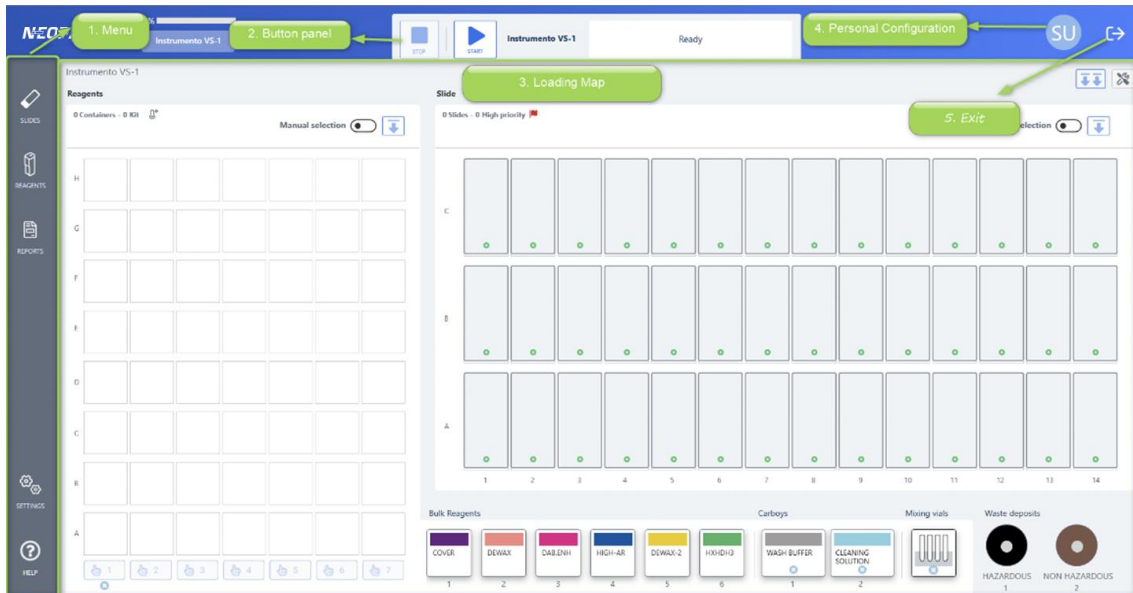 %
1. Menu
Instrumento VS-1
2. Button panel
STOP
START
Instrumento VS-1
Ready
4. Personal Configuration
SU
Instrumento VS-1
Reagents
Slide
3. Loading Map
0 Containers - 0 Kit
Manual selection
0 Slides - 0 High priority
5. Exit
election
SLIDES
REAGENTS
REPORTS
SETTINGS
HELP
H
G
F
E
D
C
B
A
1 2 3 4 5 6 7
C
B
A
1 2 3 4 5 6 7 8 9 10 11 12 13 14
Bulk Reagents
Carboys
Mixing vials
Waste deposits
COVER
DEWAX
DAB.ENH
HIGH-AR
DEWAX-2
HXHDH3
WASH BUFFER
CLEANING SOLUTION
1 2 3 4 5 6
1 2
HAZARDOUS
1
NON HAZARDOUS
2